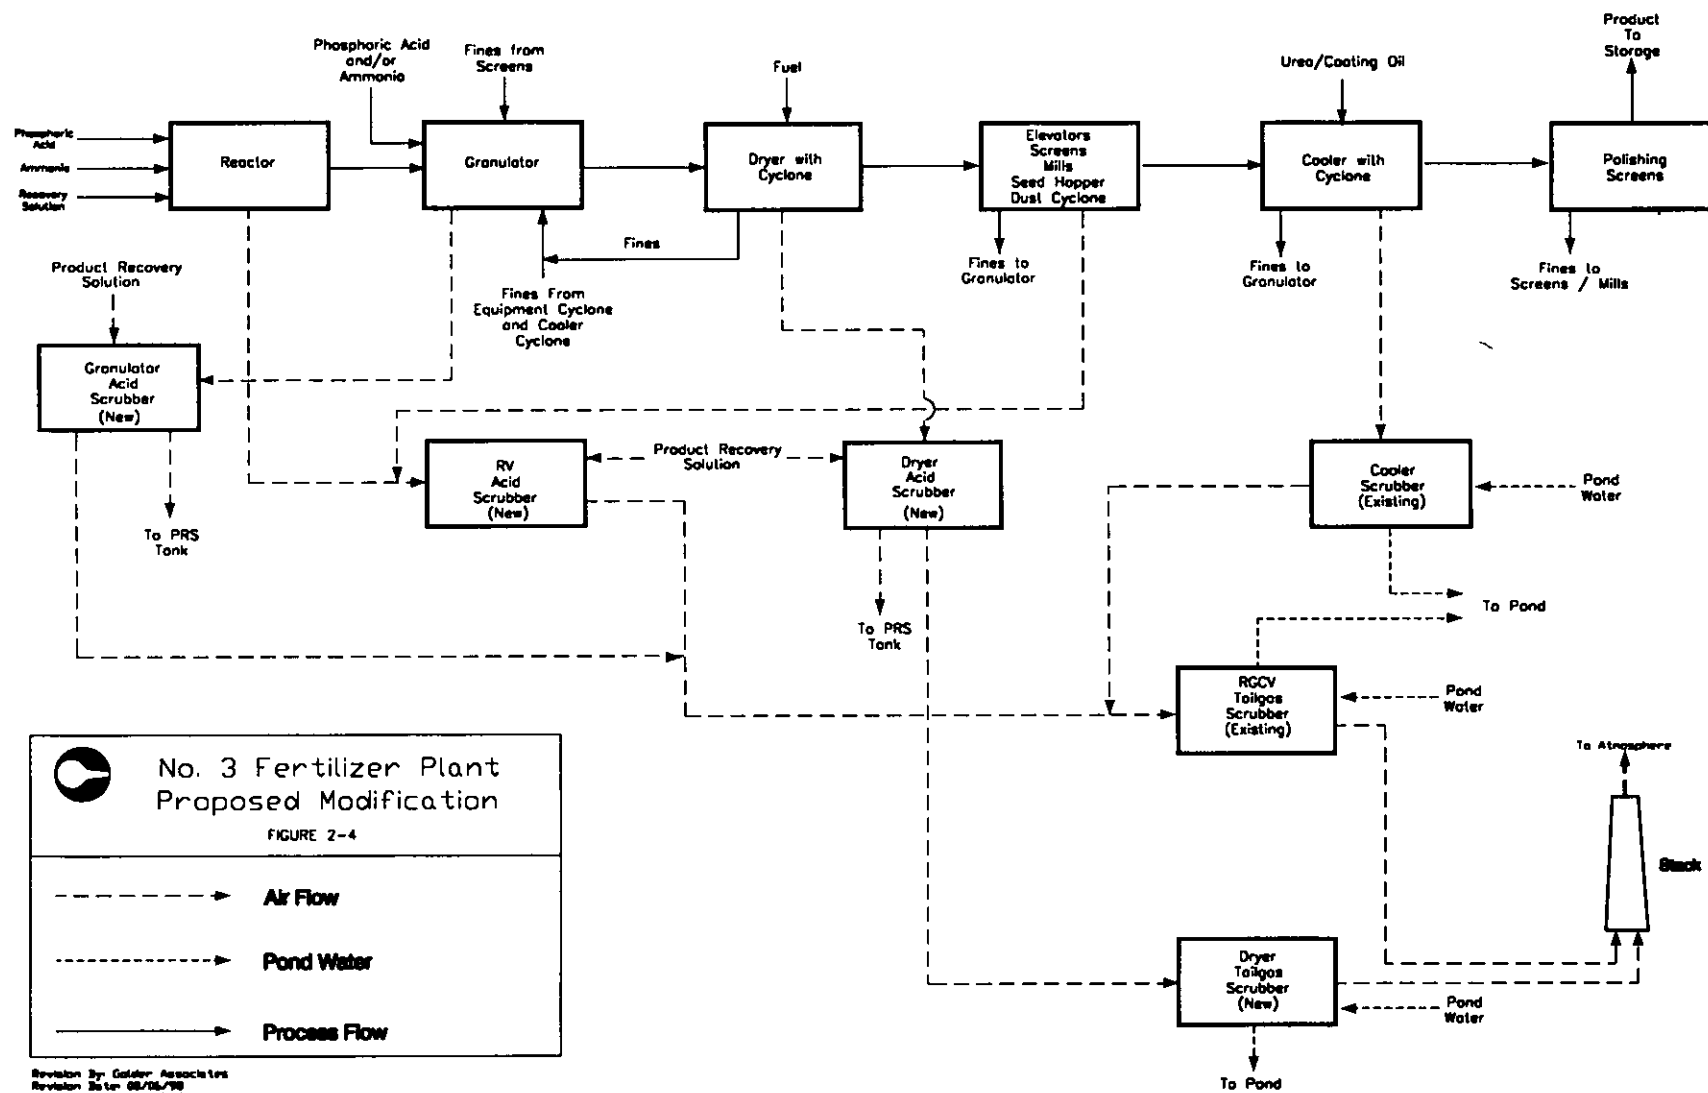 Product
To
Storage
Phosphoric Acid
and/or
Ammonia
Fines from
Screens
Fuel
Urea/Coating Oil
Phosphoric
Acid
Ammonia
Recovery
Solution
Reactor
Granulator
Dryer with
Cyclone
Elevators
Screens
Mills
Seed Hopper
Dust Cyclone
Cooler with
Cyclone
Polishing
Screens
Fines
Product Recovery
Solution
Fines From
Equipment Cyclone
and Cooler
Cyclone
Fines to
Granulator
Fines to
Granulator
Fines to
Screens / Mills
Granulator
Acid
Scrubber
(New)
To PRS
Tank
RV
Acid
Scrubber
(New)
Product Recovery
Solution
Dryer
Acid
Scrubber
(New)
Cooler
Scrubber
(Existing)
Pond
Water
To Pond
To PRS
Tank
RGCV
Tailgas
Scrubber
(Existing)
Pond
Water
To Atmosphere
Stack
Dryer
Tailgas
Scrubber
(New)
Pond
Water
To Pond
No. 3 Fertilizer Plant
Proposed Modification
FIGURE 2-4
Air Flow
Pond Water
Process Flow
Revision By: Golder Associates
Revision Date: 08/06/98